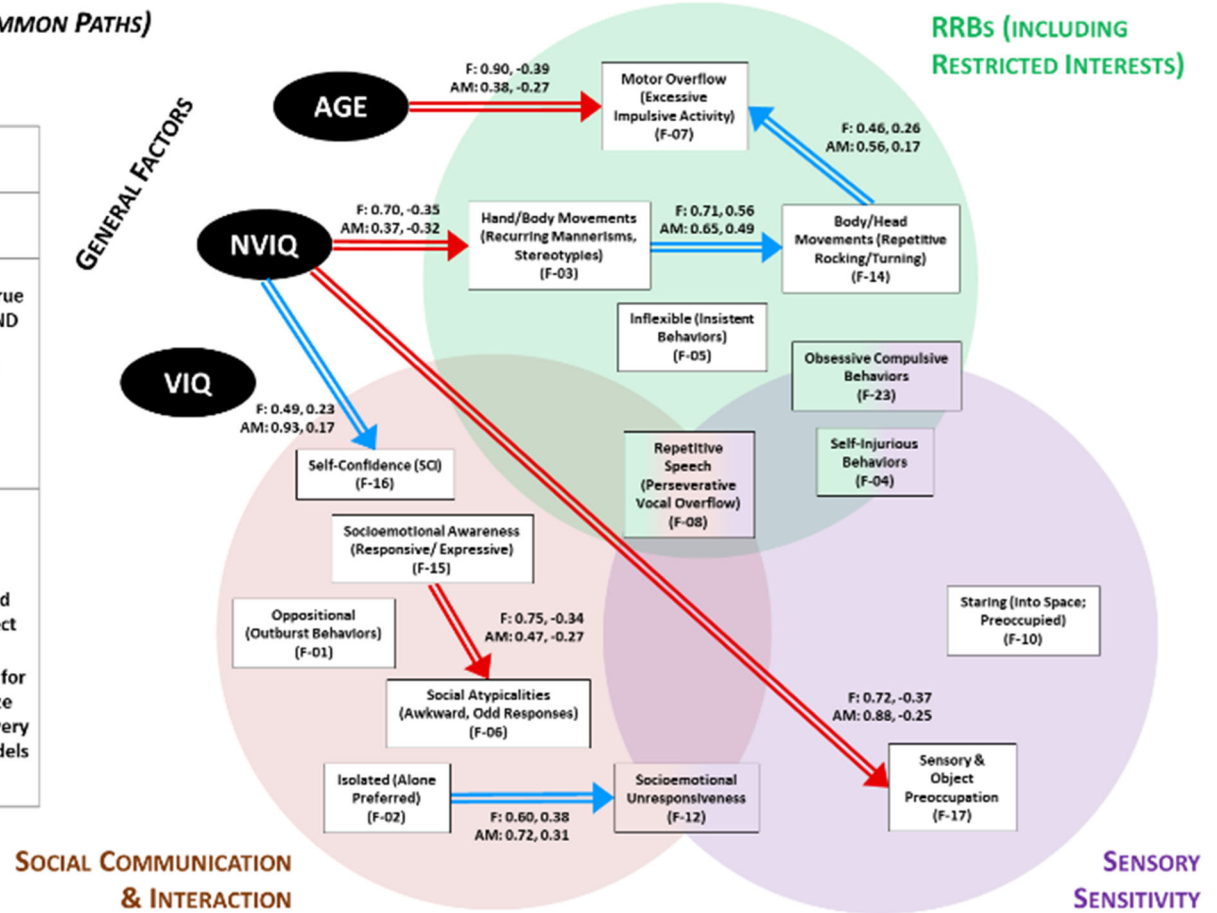 MMON PATHS)
RRBS (INCLUDING
RESTRICTED INTERESTS)
GENERAL FACTORS
AGE
F: 0.90, -0.39
AM: 0.38, -0.27
Motor Overflow
(Excessive
Impulsive Activity)
(F-07)
F: 0.46, 0.26
AM: 0.56, 0.17
NVIQ
F: 0.70, -0.35
AM: 0.37, -0.32
Hand/Body Movements
(Recurring Mannerisms,
Stereotypies)
(F-03)
F: 0.71, 0.56
AM: 0.65, 0.49
Body/Head
Movements (Repetitive
Rocking/Turning)
(F-14)
rue
ND
Inflexible (Insistent
Behaviors)
(F-05)
VIQ
Obsessive Compulsive
Behaviors
(F-23)
F: 0.49, 0.23
AM: 0.93, 0.17
Self-Confidence (SCI)
(F-16)
Repetitive
Speech
(Perseverative
Vocal Overflow)
(F-08)
Self-Injurious
Behaviors
(F-04)
Socioemotional Awareness
(Responsive/ Expressive)
(F-15)
d
ect
for
ze
very
dels
Oppositional
(Outburst Behaviors)
(F-01)
F: 0.75, -0.34
AM: 0.47, -0.27
Staring (Into Space;
Preoccupied)
(F-10)
Social Atypicalities
(Awkward, Odd Responses)
(F-06)
F: 0.72, -0.37
AM: 0.88, -0.25
Isolated (Alone
Preferred)
(F-02)
F: 0.60, 0.38
AM: 0.72, 0.31
Socioemotional
Unresponsiveness
(F-12)
Sensory &
Object
Preoccupation
(F-17)
SOCIAL COMMUNICATION
& INTERACTION
SENSORY
SENSITIVITY